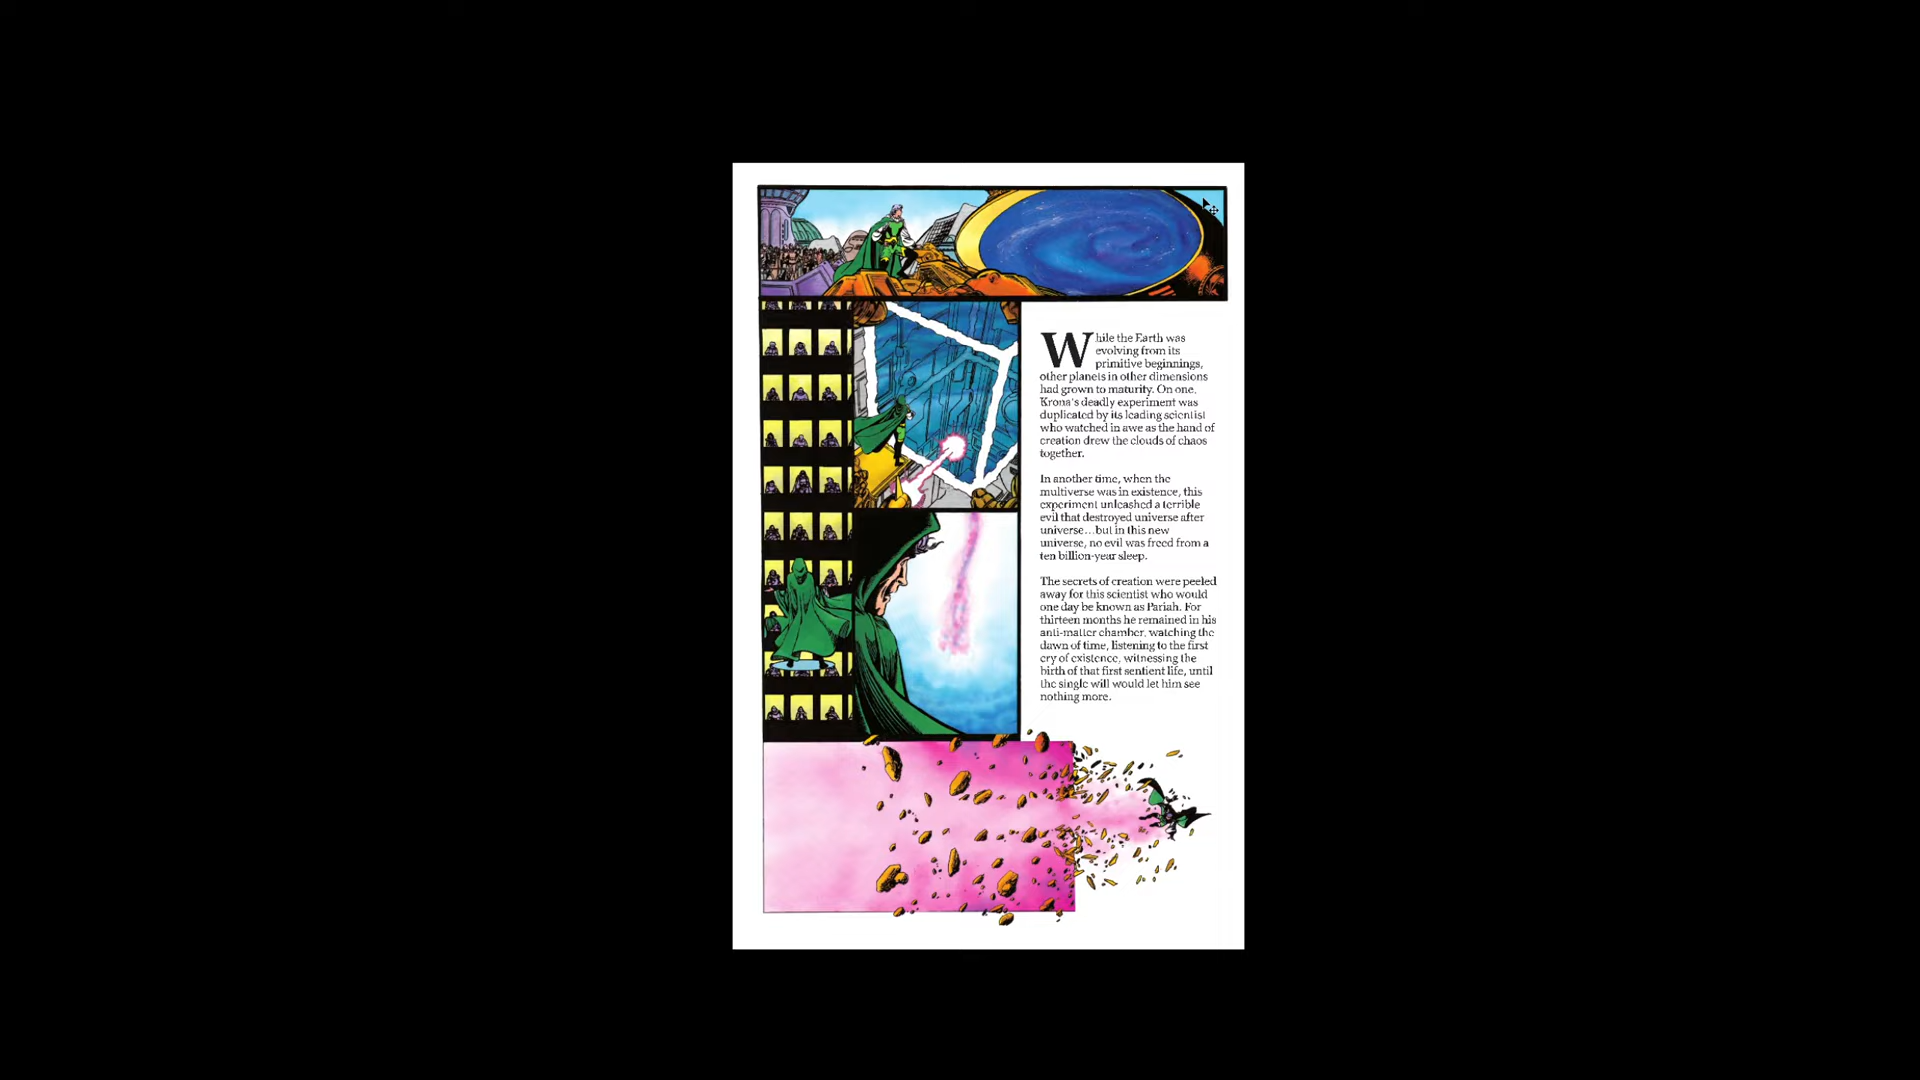 While the Earth was
evolving from its
primitive beginnings,
other planets in other dimensions
had grown to maturity. On one,
Krona's deadly experiment was
duplicated by its leading scientist
who watched in awe as the hand of
creation drew the clouds of chaos
together.
In another time, when the
multiverse was in existence, this
experiment unleashed a terrible
evil that destroyed universe after
universe...but in this new
universe, no evil was freed from a
ten billion-year sleep.
The secrets of creation were peeled
away for this scientist who would
one day be known as Pariah. For
thirteen months he remained in his
anti-matter chamber, watching the
dawn of time, listening to the first
cry of existence, witnessing the
birth of that first sentient life, until
the single will would let him see
nothing more.